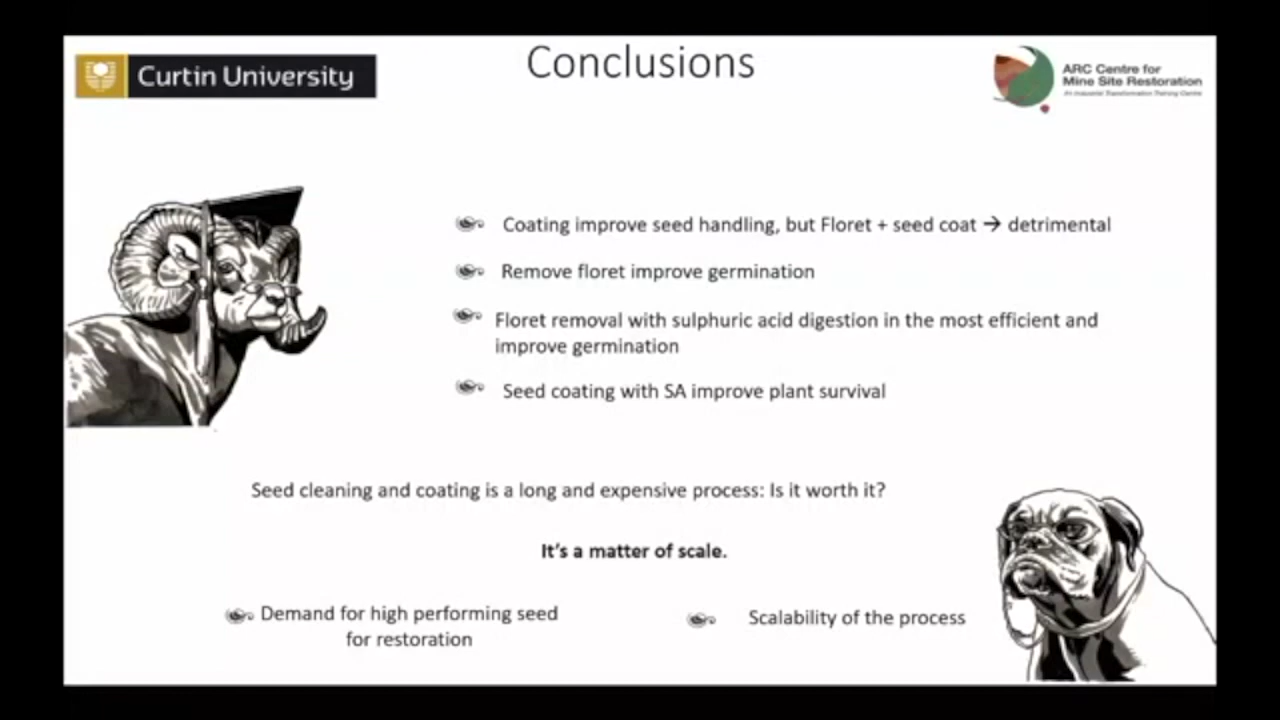 Conclusions
Curtin University
ARC Centre for
Mine Site Restoration
An Industrial Transformation Training Centre
Coating improve seed handling, but Floret + seed coat → detrimental
Remove floret improve germination
Floret removal with sulphuric acid digestion in the most efficient and
improve germination
Seed coating with SA improve plant survival
Seed cleaning and coating is a long and expensive process: Is it worth it?
It's a matter of scale.
Demand for high performing seed
for restoration
Scalability of the process